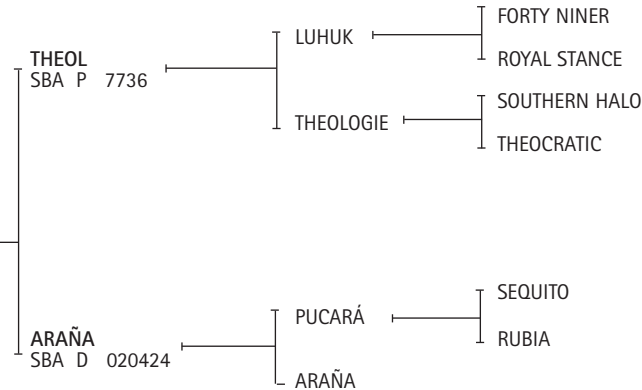 FORTY NINER
LUHUK
ROYAL STANCE
THEOL
SBA P 7736
SOUTHERN HALO
THEOLOGIE
THEOCRATIC
SEQUITO
PUCARÁ
RUBIA
ARAÑA
SBA D 020424
ARAÑA